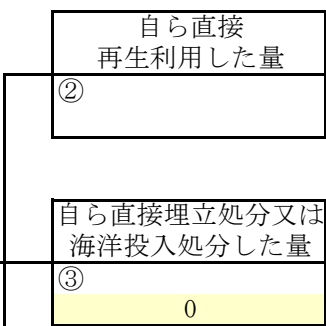 自ら直接
再生利用した量
②
自ら直接埋立処分又は
海洋投入処分した量
③
0